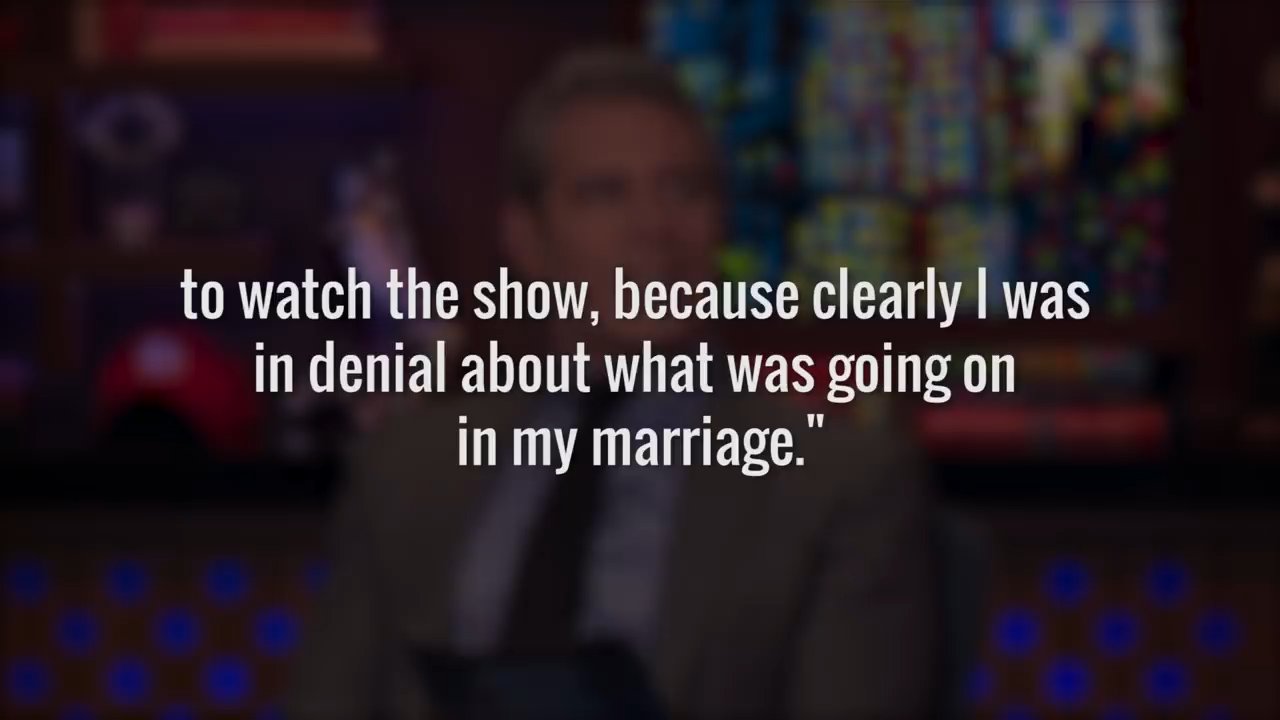 to watch the show, because clearly I was
in denial about what was going on
in my marriage."